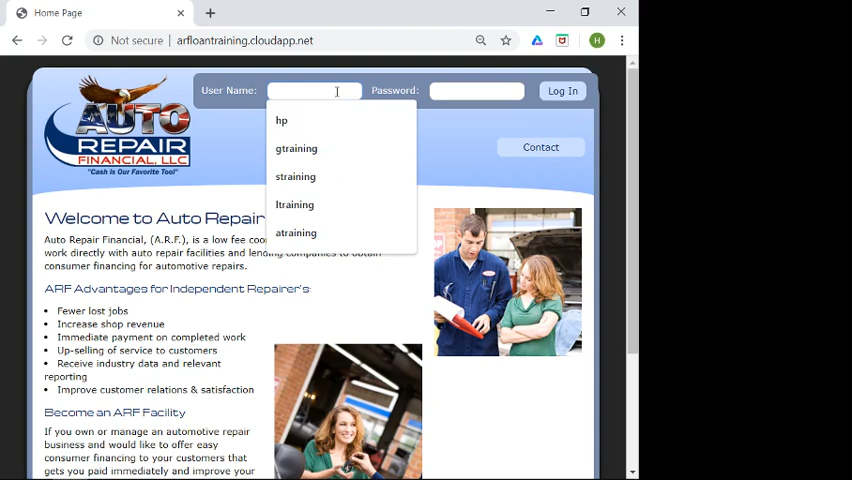 Home Page
Not secure | arfloantraining.cloudapp.net
H
User Name:
Password:
Log In
hp
gtraining
straining
ltraining
atraining
AUTO
REPAIR
FINANCIAL, LLC
"Cash Is Our Favorite Tool"
Contact
Welcome to Auto Repair
Auto Repair Financial, (A.R.F.), is a low fee
work directly with auto repair facilities and lending companies to obtain
consumer financing for automotive repairs.
ARF Advantages for Independent Repairer's:
• Fewer lost jobs
• Increase shop revenue
• Immediate payment on completed work
• Up-selling of service to customers
• Receive industry data and relevant
reporting
• Improve customer relations & satisfaction
Become an ARF Facility
If you own or manage an automotive repair
business and would like to offer easy
consumer financing to your customers that
gets you paid immediately and improve your